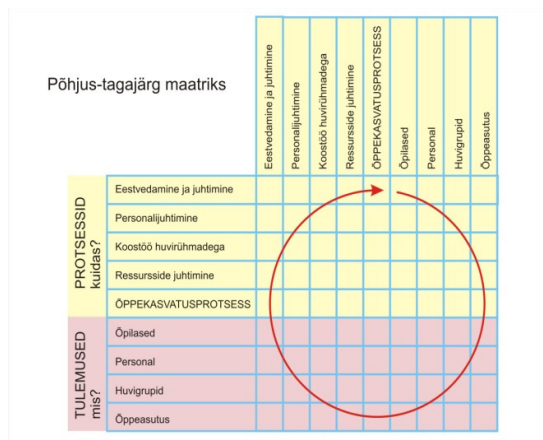 Põhjus-tagajärg maatriks
Eestvedamine ja juhtimine
Personalijuhtimine
Koostöö huvirühmadega
Ressursside juhtimine
ÕPPEKASVATUSPROTSESS
Õpilased
Personal
Huvigrupid
Õppeasutus
PROTSESSID
kuidas?
Eestvedamine ja juhtimine
Personalijuhtimine
Koostöö huvirühmadega
Ressursside juhtimine
ÕPPEKASVATUSPROTSESS
TULEMUSED
mis?
Õpilased
Personal
Huvigrupid
Õppeasutus